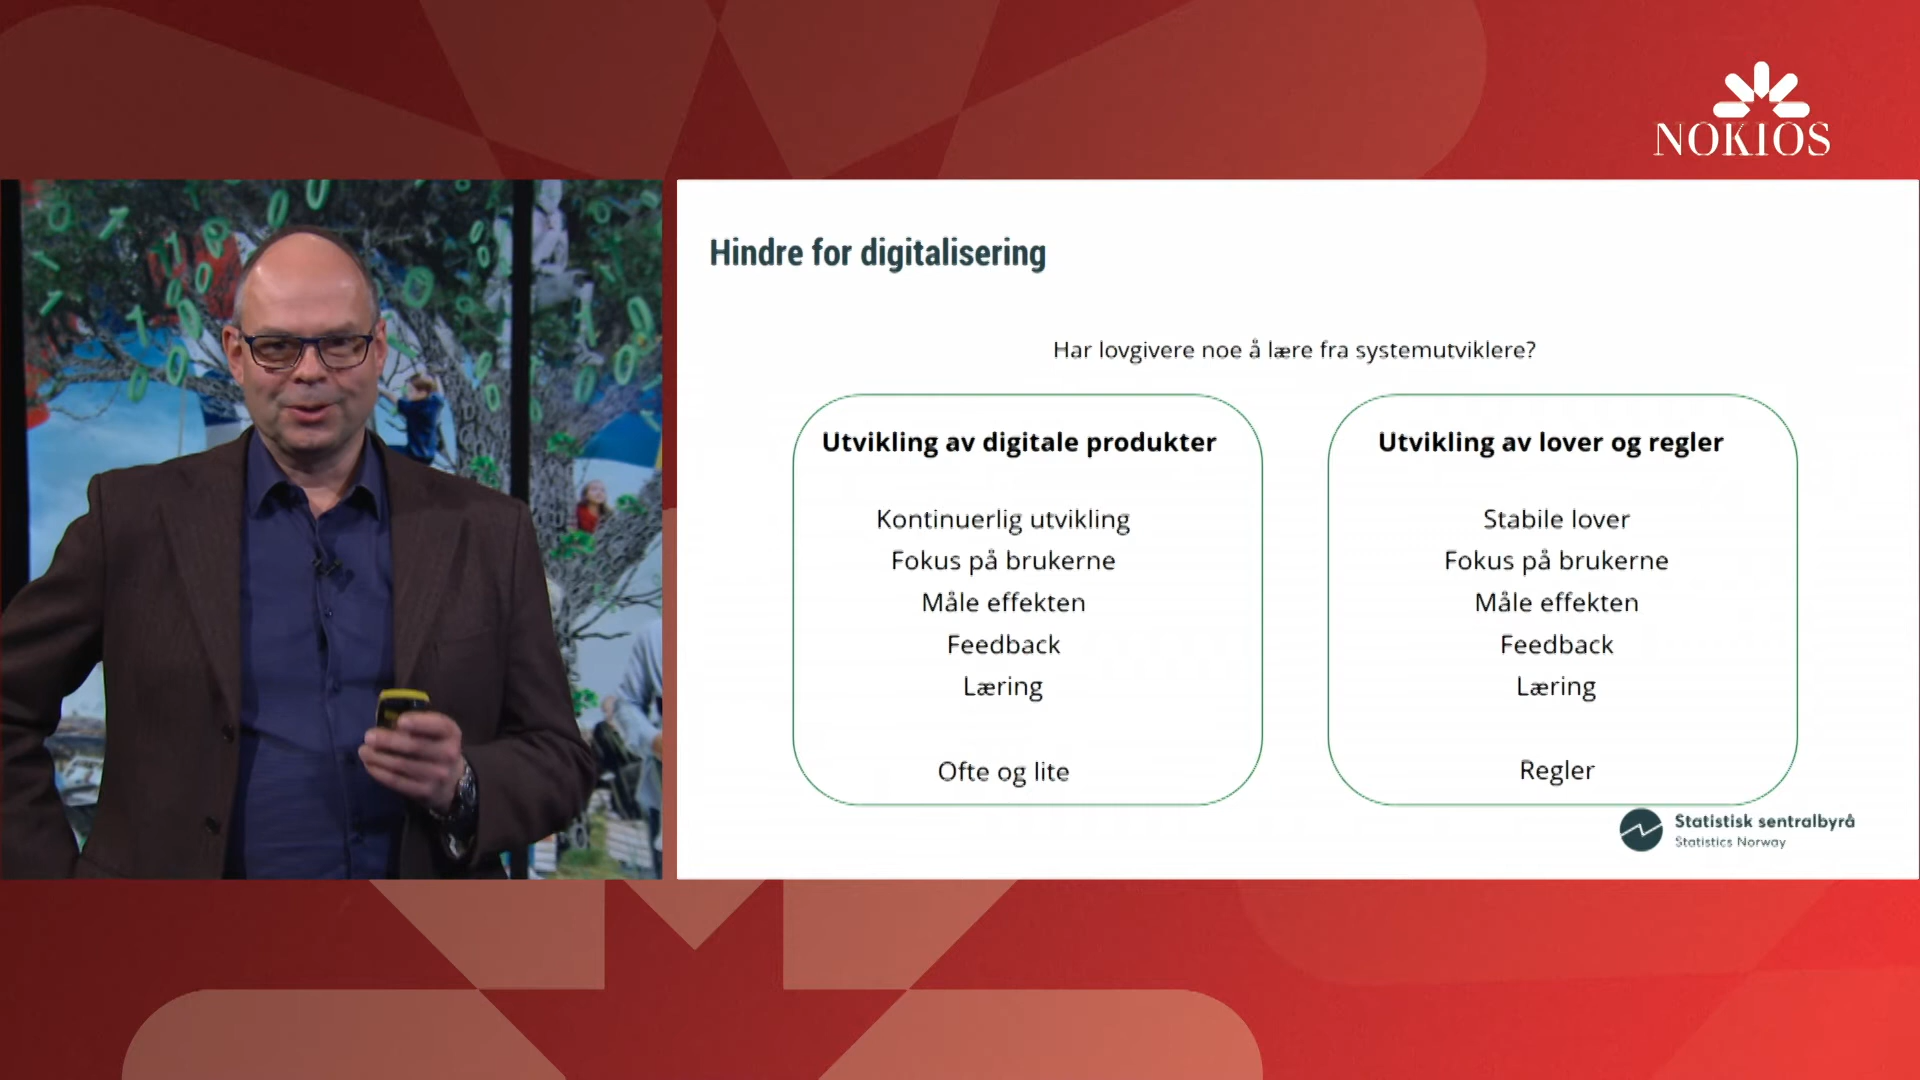 NOKIOS
Hindre for digitalisering
Har lovgivere noe å lære fra systemutviklere?
Utvikling av digitale produkter
Kontinuerlig utvikling
Fokus på brukerne
Måle effekten
Feedback
Læring
Ofte og lite
Utvikling av lover og regler
Stabile lover
Fokus på brukerne
Måle effekten
Feedback
Læring
Regler
Statistisk sentralbyrå
Statistics Norway